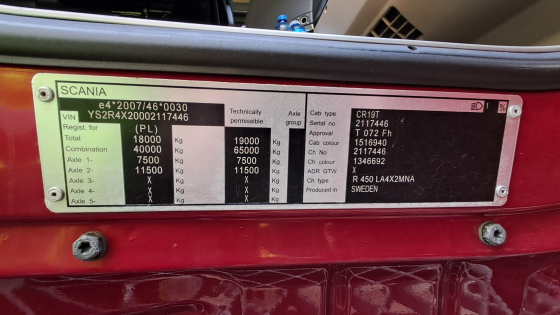 SCANIA
e4*2007/46*0030
VIN YS2R4X20002117446
Regist. for (PL) Technically permissible Axle group
Total 18000 Kg 19000 Kg
Combination 40000 Kg 65000 Kg
Axle 1- 7500 Kg 7500 Kg
Axle 2- 11500 Kg 11500 Kg
Axle 3- X Kg X Kg
Axle 4- X Kg X Kg
Axle 5- X Kg X Kg
%
Cab type CR19T
Serial no 2117446
Approval T 072 Fh
Cab colour 1516940
Ch No 2117446
Ch colour 1346692
ADR GTW X
Ch type R 450 LA4X2MNA
Produced in SWEDEN